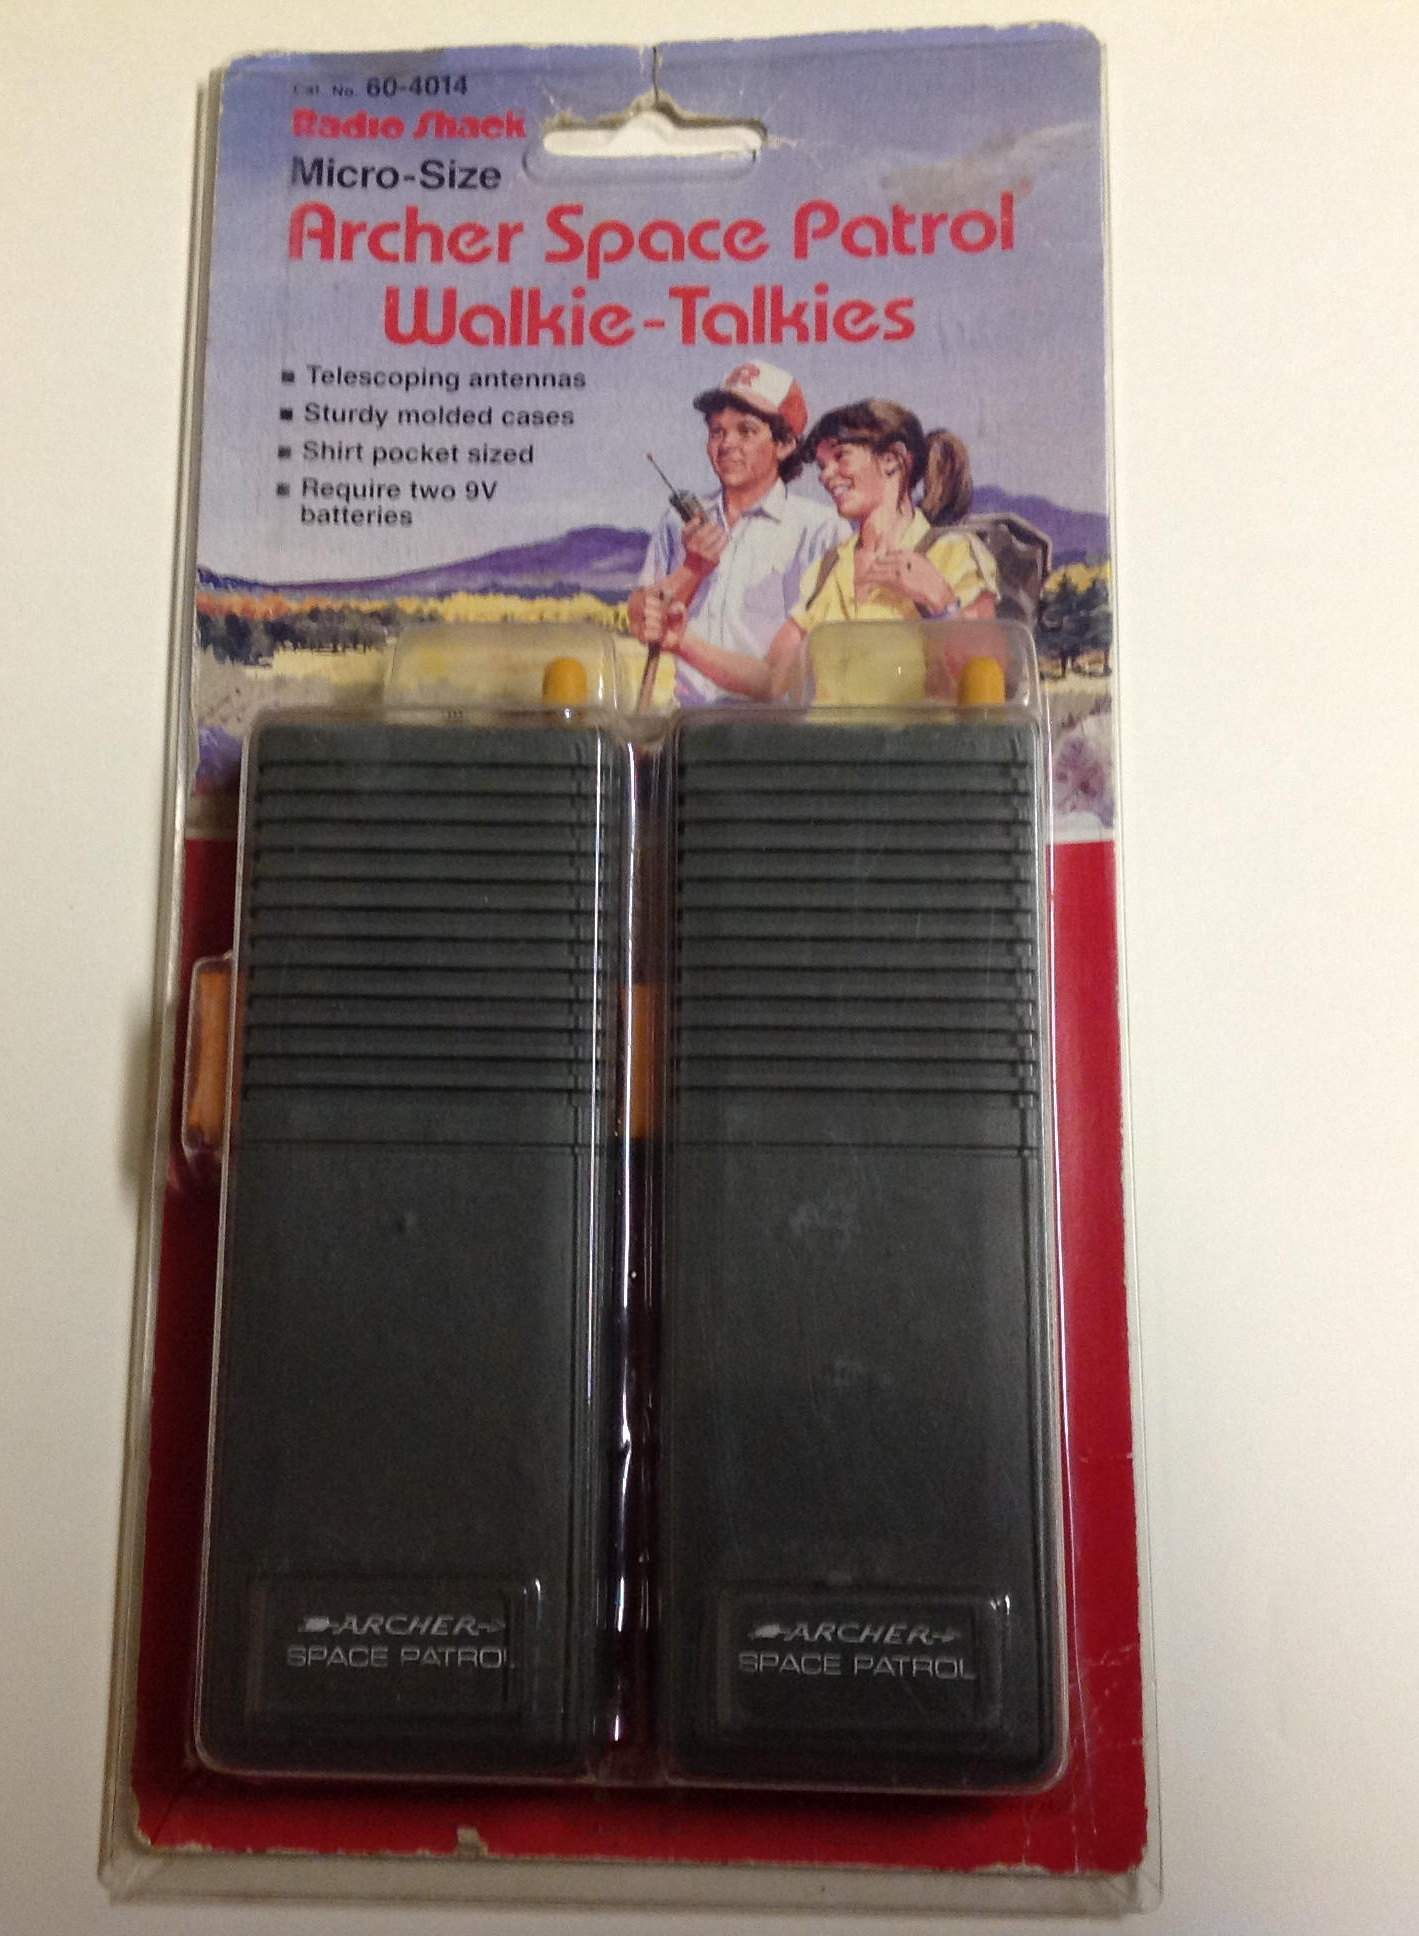 Cat. No. 60-4014
Radio Shack
Micro-Size
Archer Space Patrol®
Walkie-Talkies
■ Telescoping antennas
■ Sturdy molded cases
■ Shirt pocket sized
■ Require two 9V
batteries
R
ARCHER
SPACE PATROL
ARCHER
SPACE PATROL